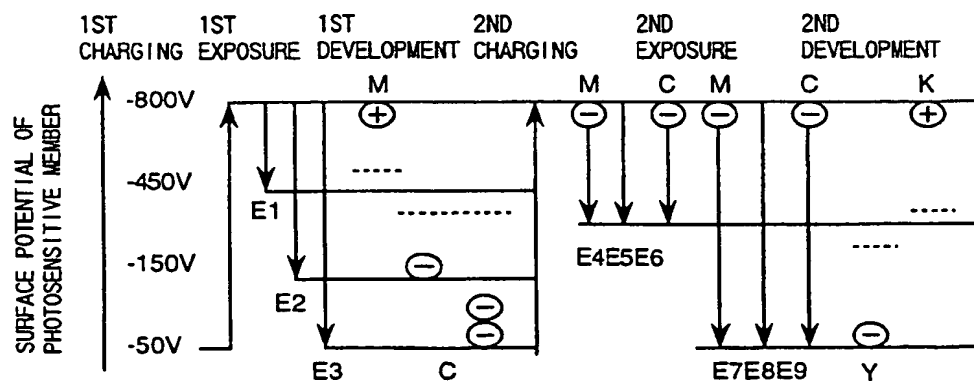 1ST CHARGING
1ST EXPOSURE
1ST DEVELOPMENT
2ND CHARGING
2ND EXPOSURE
2ND DEVELOPMENT
M M C M C K
SURFACE POTENTIAL OF
PHOTOSENSITIVE MEMBER
-800V
+ - - - - +
-450V
E1
E4E5E6
-150V
-
E2
-
-50V
- -
E3 C E7E8E9 Y